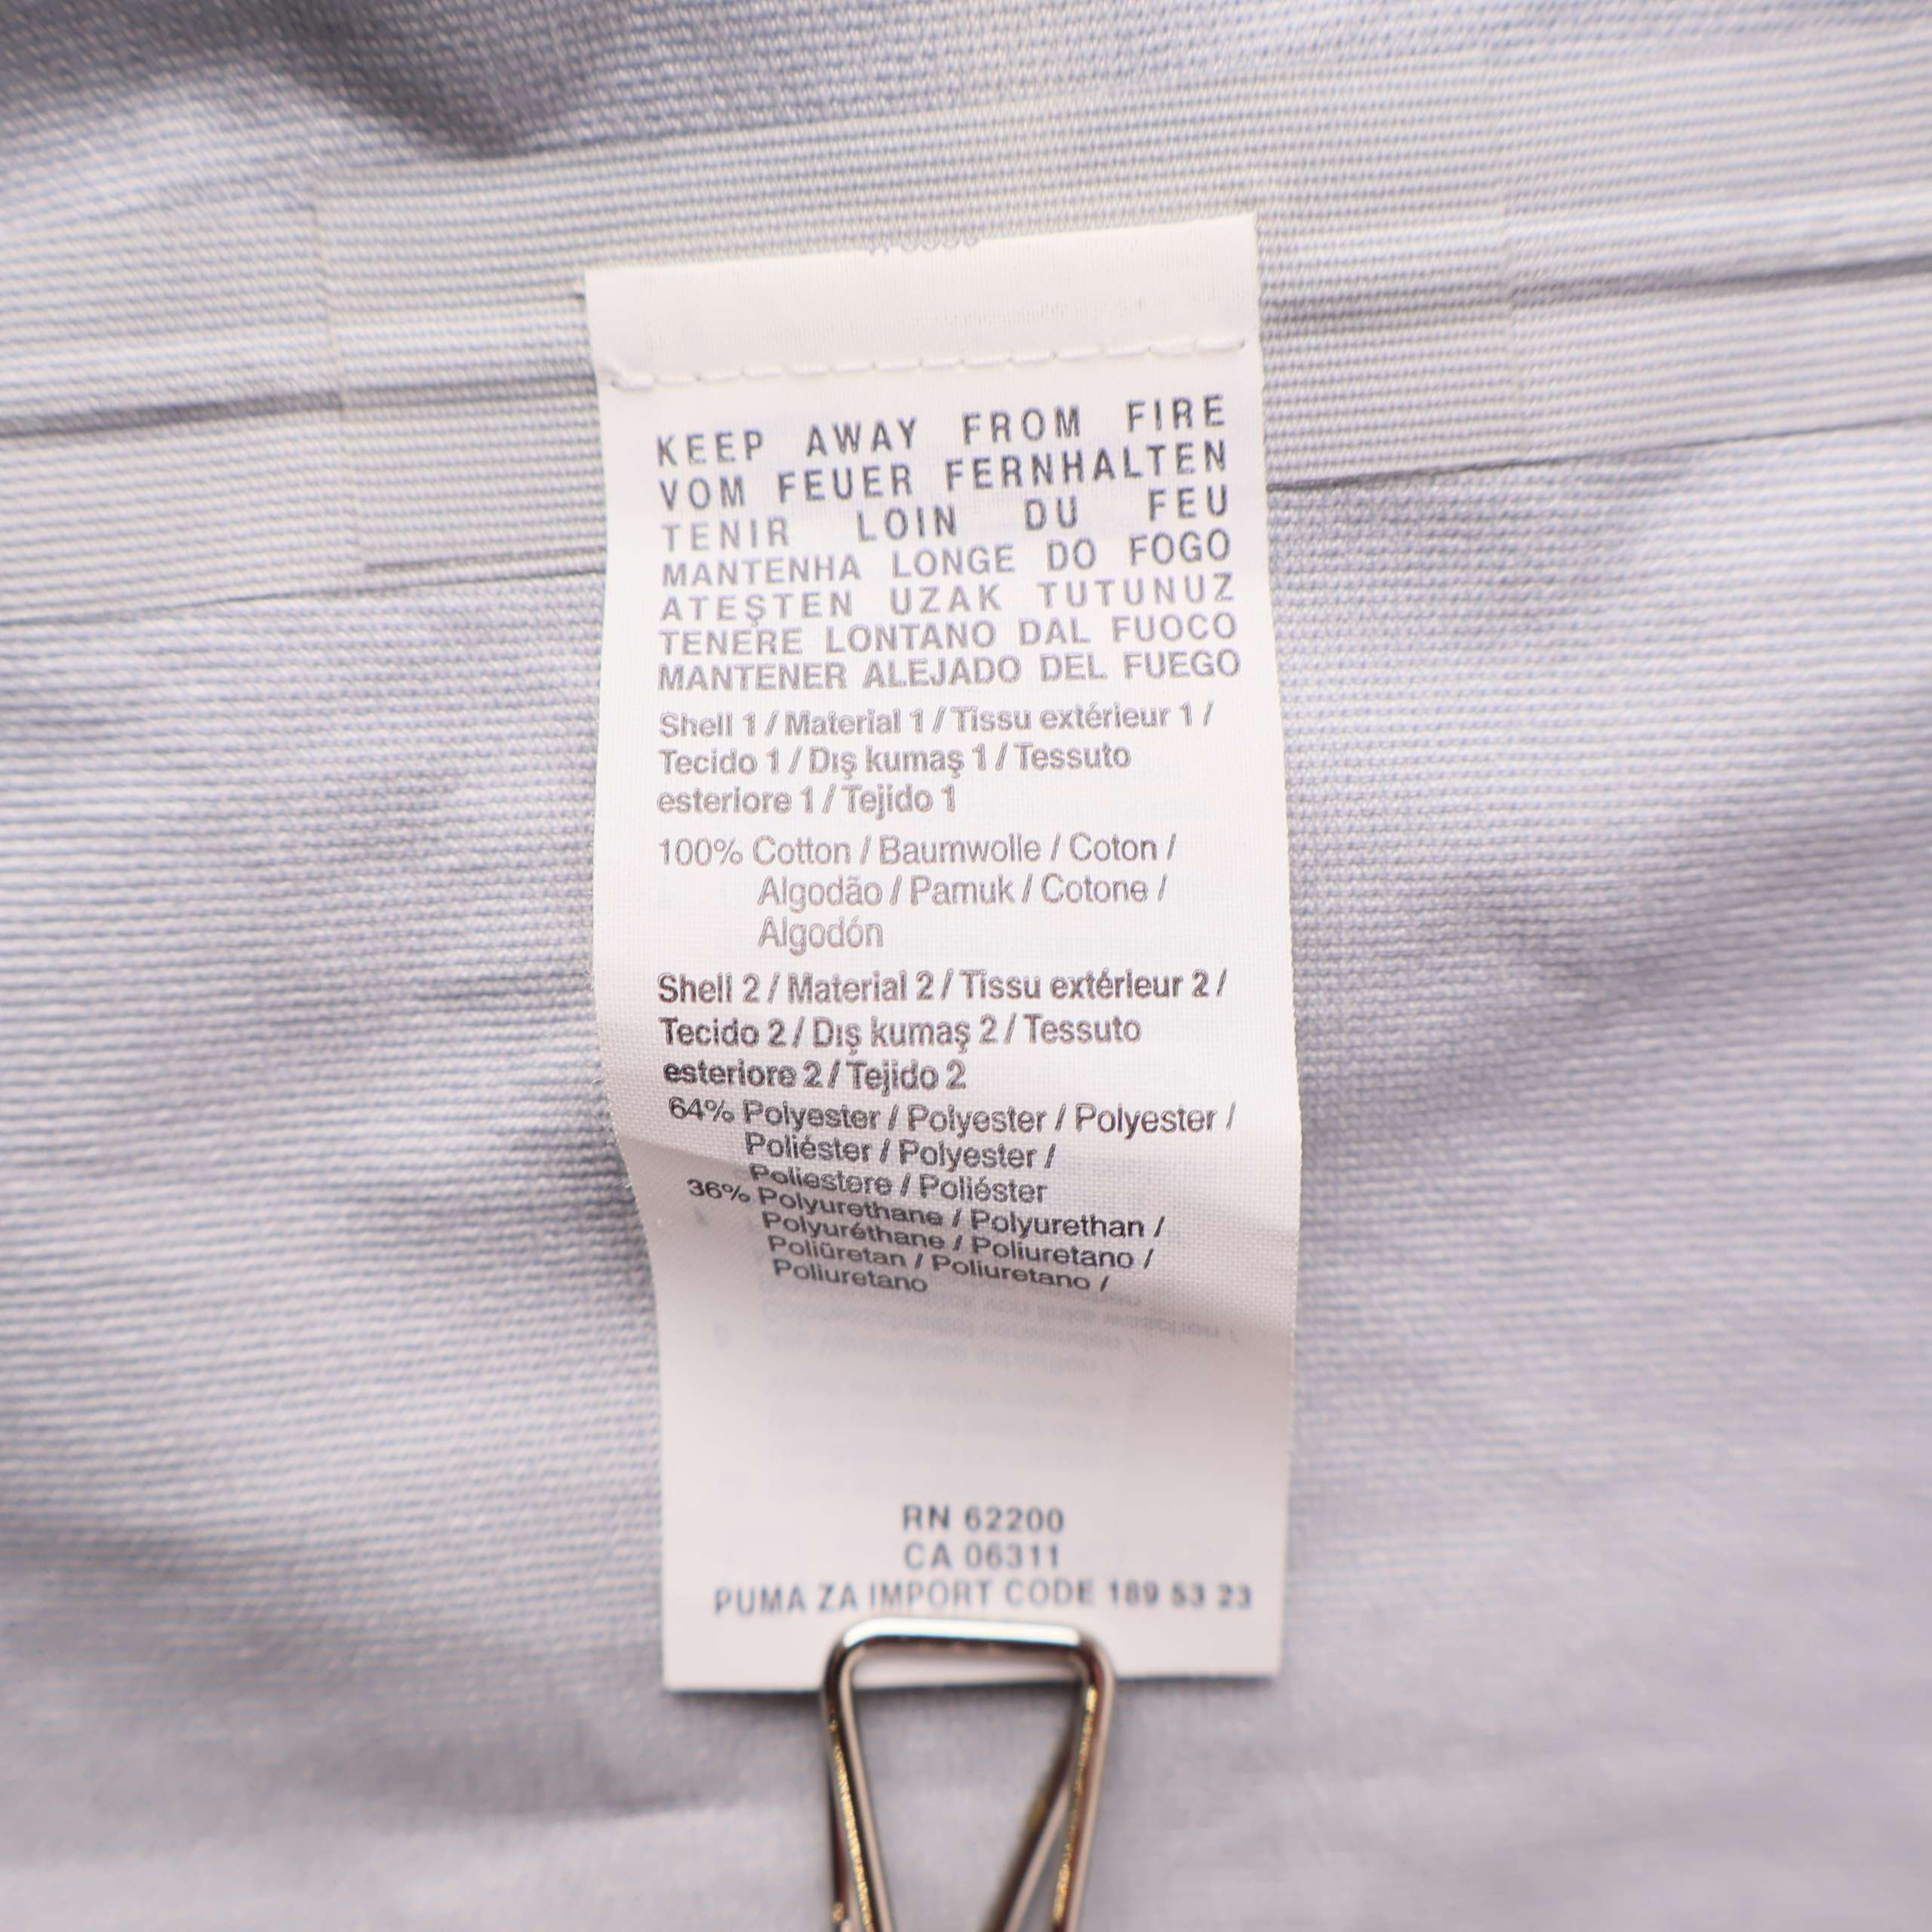 KEEP AWAY FROM FIRE
VOM FEUER FERNHALTEN
TENIR LOIN DU FEU
MANTENHA LONGE DO FOGO
ATEŞTEN UZAK TUTUNUZ
TENERE LONTANO DAL FUOCO
MANTENER ALEJADO DEL FUEGO
Shell 1 / Material 1 / Tissu extérieur 1 /
Tecido 1 / Dış kumaş 1 / Tessuto
esteriore 1 / Tejido 1
100% Cotton / Baumwolle / Coton /
Algodão / Pamuk / Cotone /
Algodón
Shell 2 / Material 2 / Tissu extérieur 2 /
Tecido 2 / Dış kumaş 2 / Tessuto
esteriore 2 / Tejido 2
64% Polyester / Polyester / Polyester /
Poliéster / Polyester /
Poliestere / Poliéster
36% Polyurethane / Polyurethan /
Polyuréthane / Poliuretano /
Poliüretan / Poliuretano /
Poliuretano
RN 62200
CA 06311
PUMA ZA IMPORT CODE 189 53 23